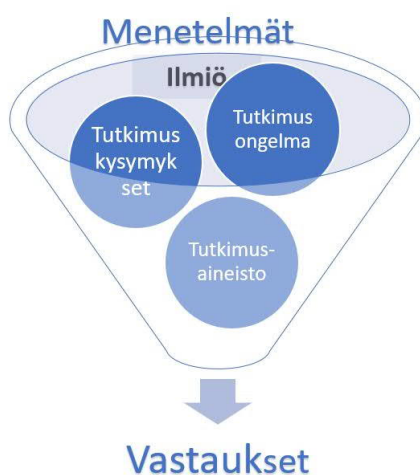 Menetelmät
Ilmiö
Tutkimus
ongelma
Tutkimus
kysymyk
set
Tutkimus-
aineisto
Vastaukset